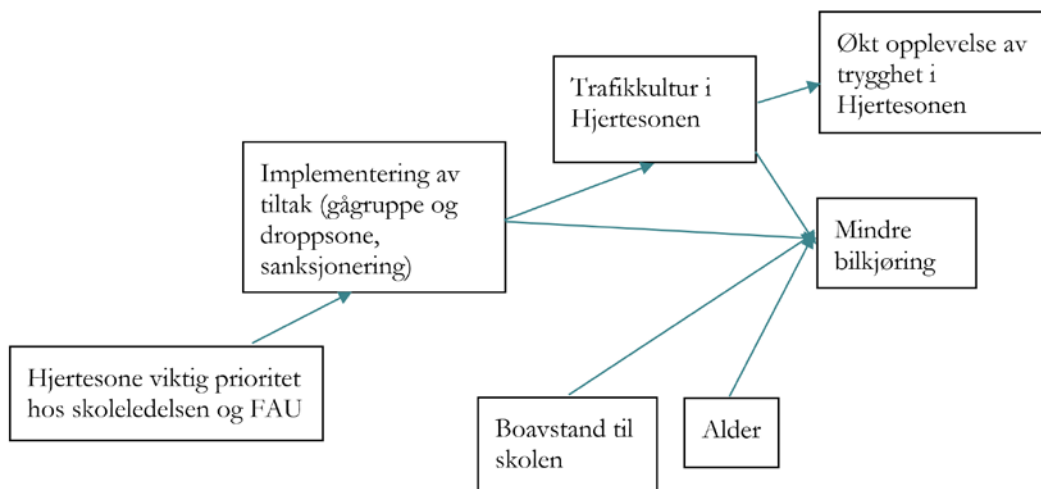 Økt opplevelse av
trygghet i
Hjertesonen
Trafikkultur i
Hjertesonen
Implementering av
tiltak (gågruppe og
droppsone,
sanksjonering)
Mindre
bilkjøring
Hjertesone viktig prioritet
hos skoleledelsen og FAU
Boavstand til
skolen
Alder